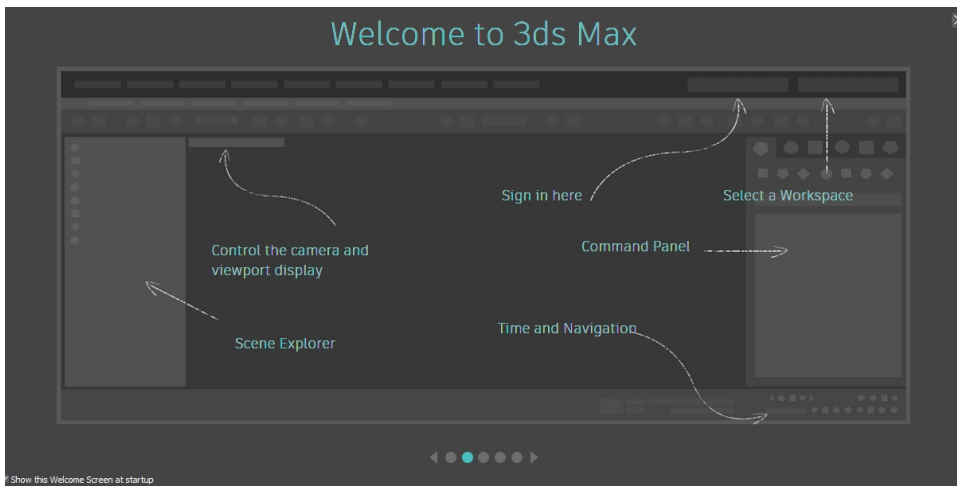 Welcome to 3ds Max
Sign in here
Select a Workspace
Control the camera and
viewport display
Command Panel
Time and Navigation
Scene Explorer
Show this Welcome Screen at startup